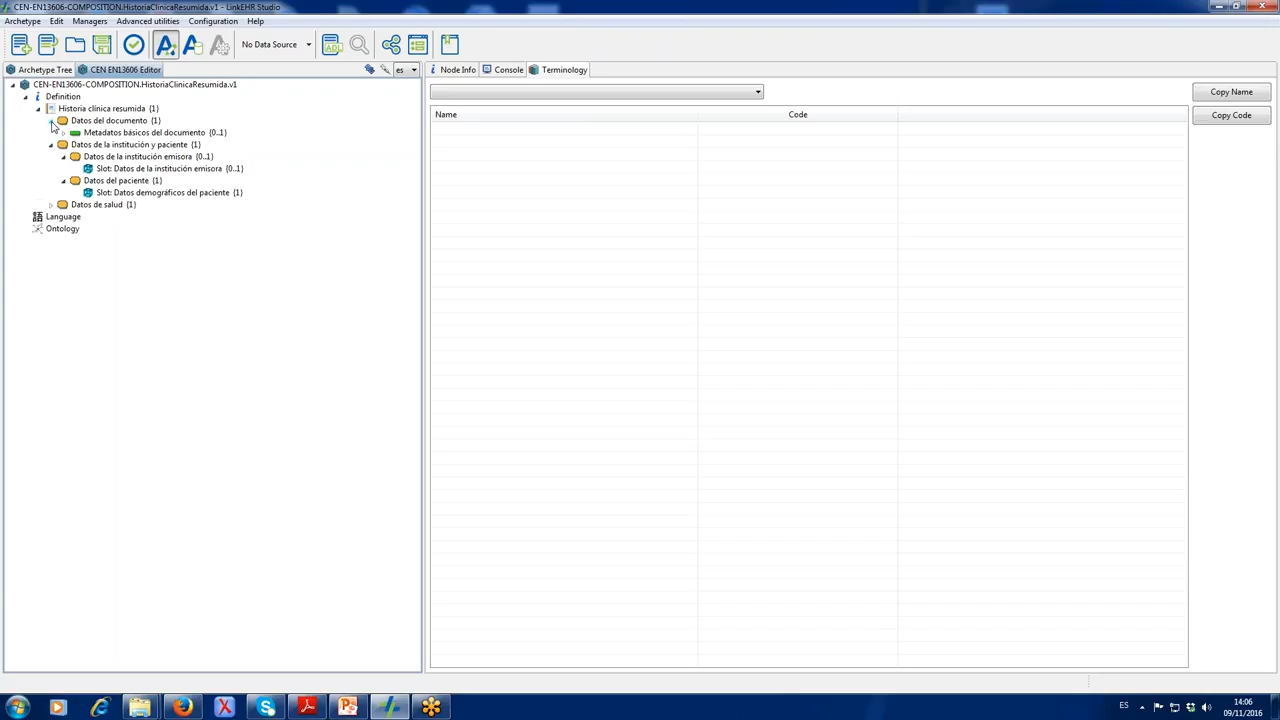 CEN-EN13606-COMPOSITION.HistoriaClinicaResumida.v1 - LinkEHR Studio
Archetype Edit Managers Advanced utilities Configuration Help
No Data Source
Archetype Tree CEN EN13606 Editor es
Node Info Console Terminology
CEN-EN13606-COMPOSITION.HistoriaClinicaResumida.v1
Definition
Historia clínica resumida {1}
Datos del documento {1}
Metadatos básicos del documento {0..1}
Datos de la institución y paciente {1}
Datos de la institución emisora {0..1}
Slot: Datos de la institución emisora {0..1}
Datos del paciente {1}
Slot: Datos demográficos del paciente {1}
Datos de salud {1}
Language
Ontology
Copy Name
Name Code
Copy Code
ES
14:06
09/11/2016